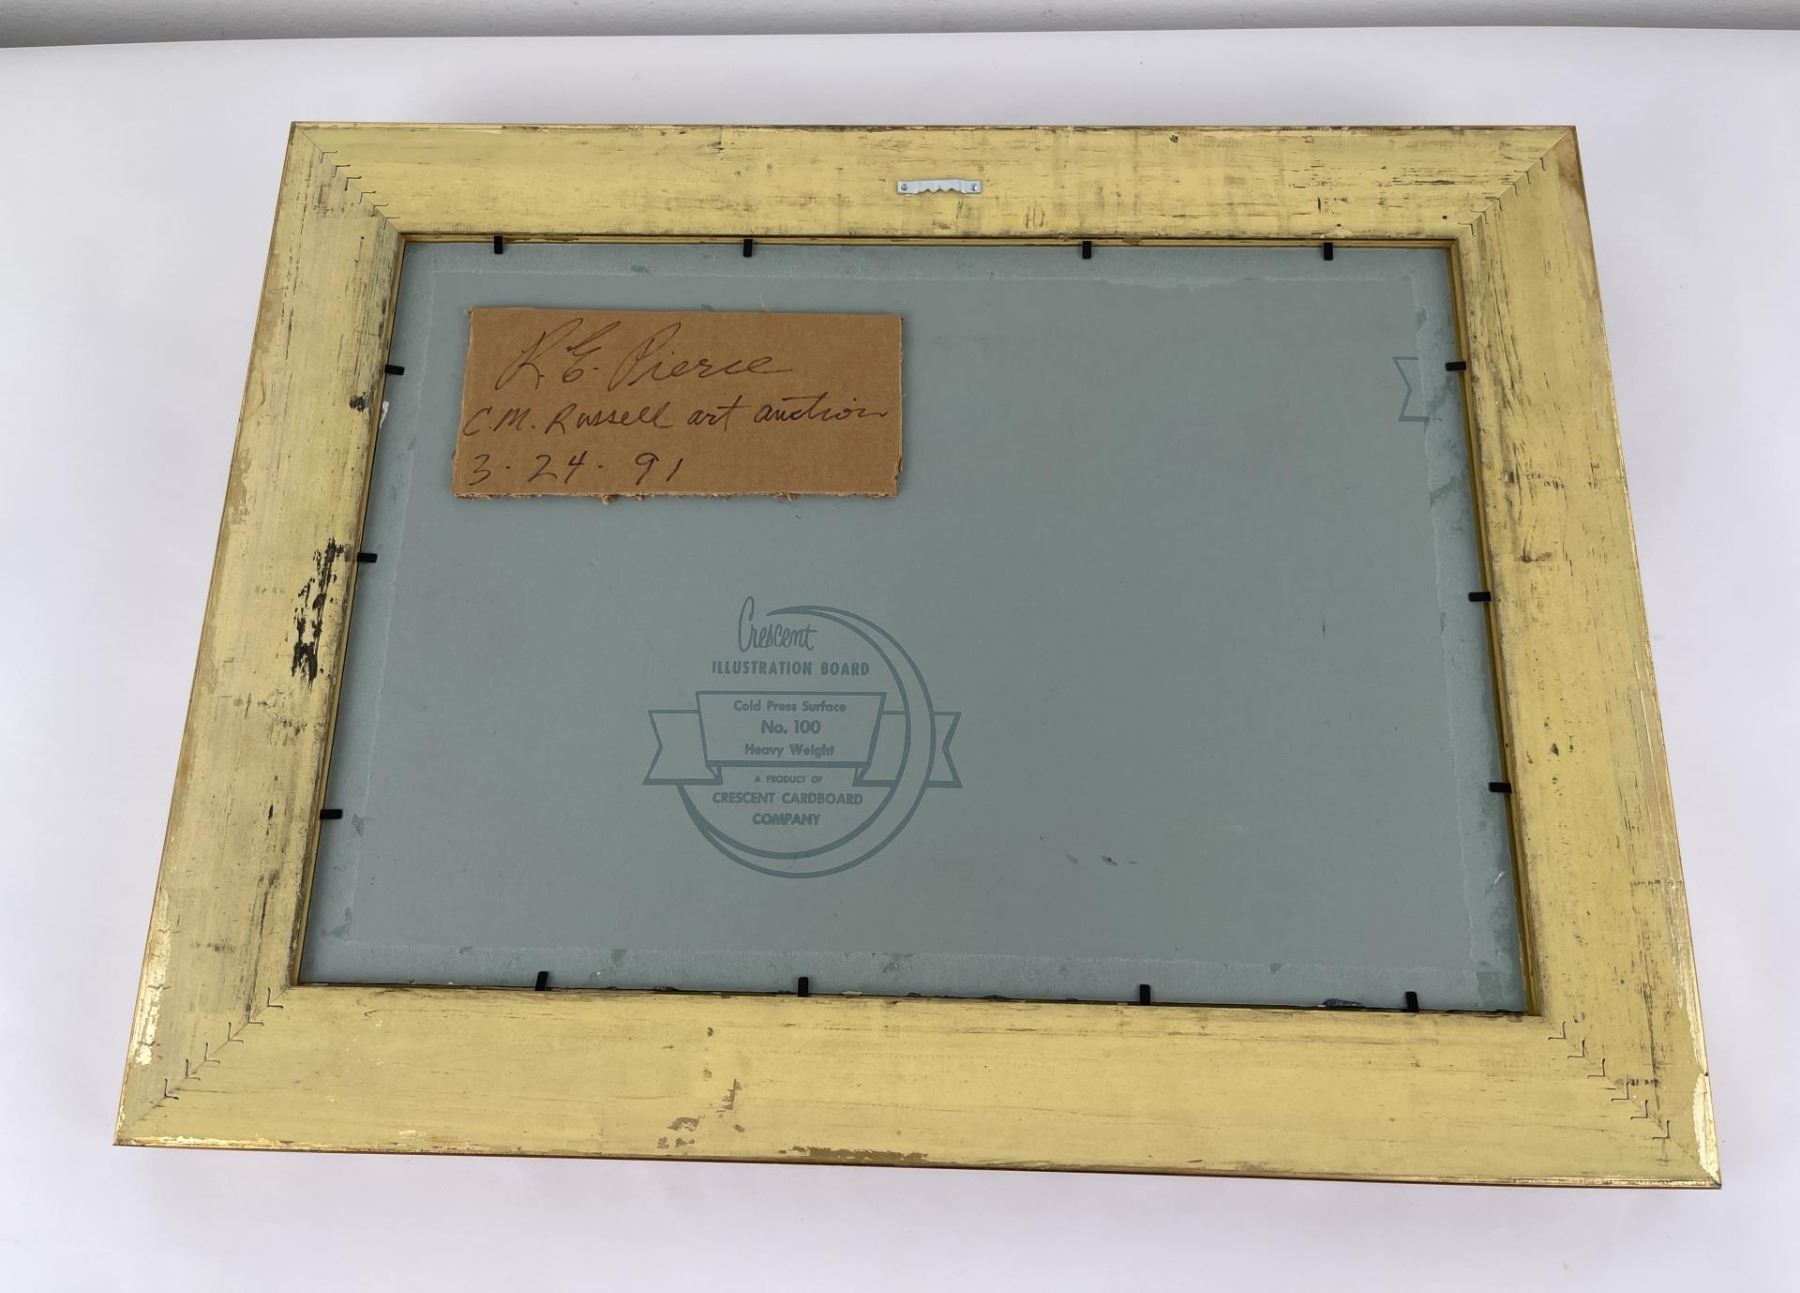 R.E. Pierce
C.M. Russell art auction
3·24·91
Crescent
ILLUSTRATION BOARD
Cold Press Surface
No. 100
Heavy Weight
A PRODUCT OF
CRESCENT CARDBOARD
COMPANY